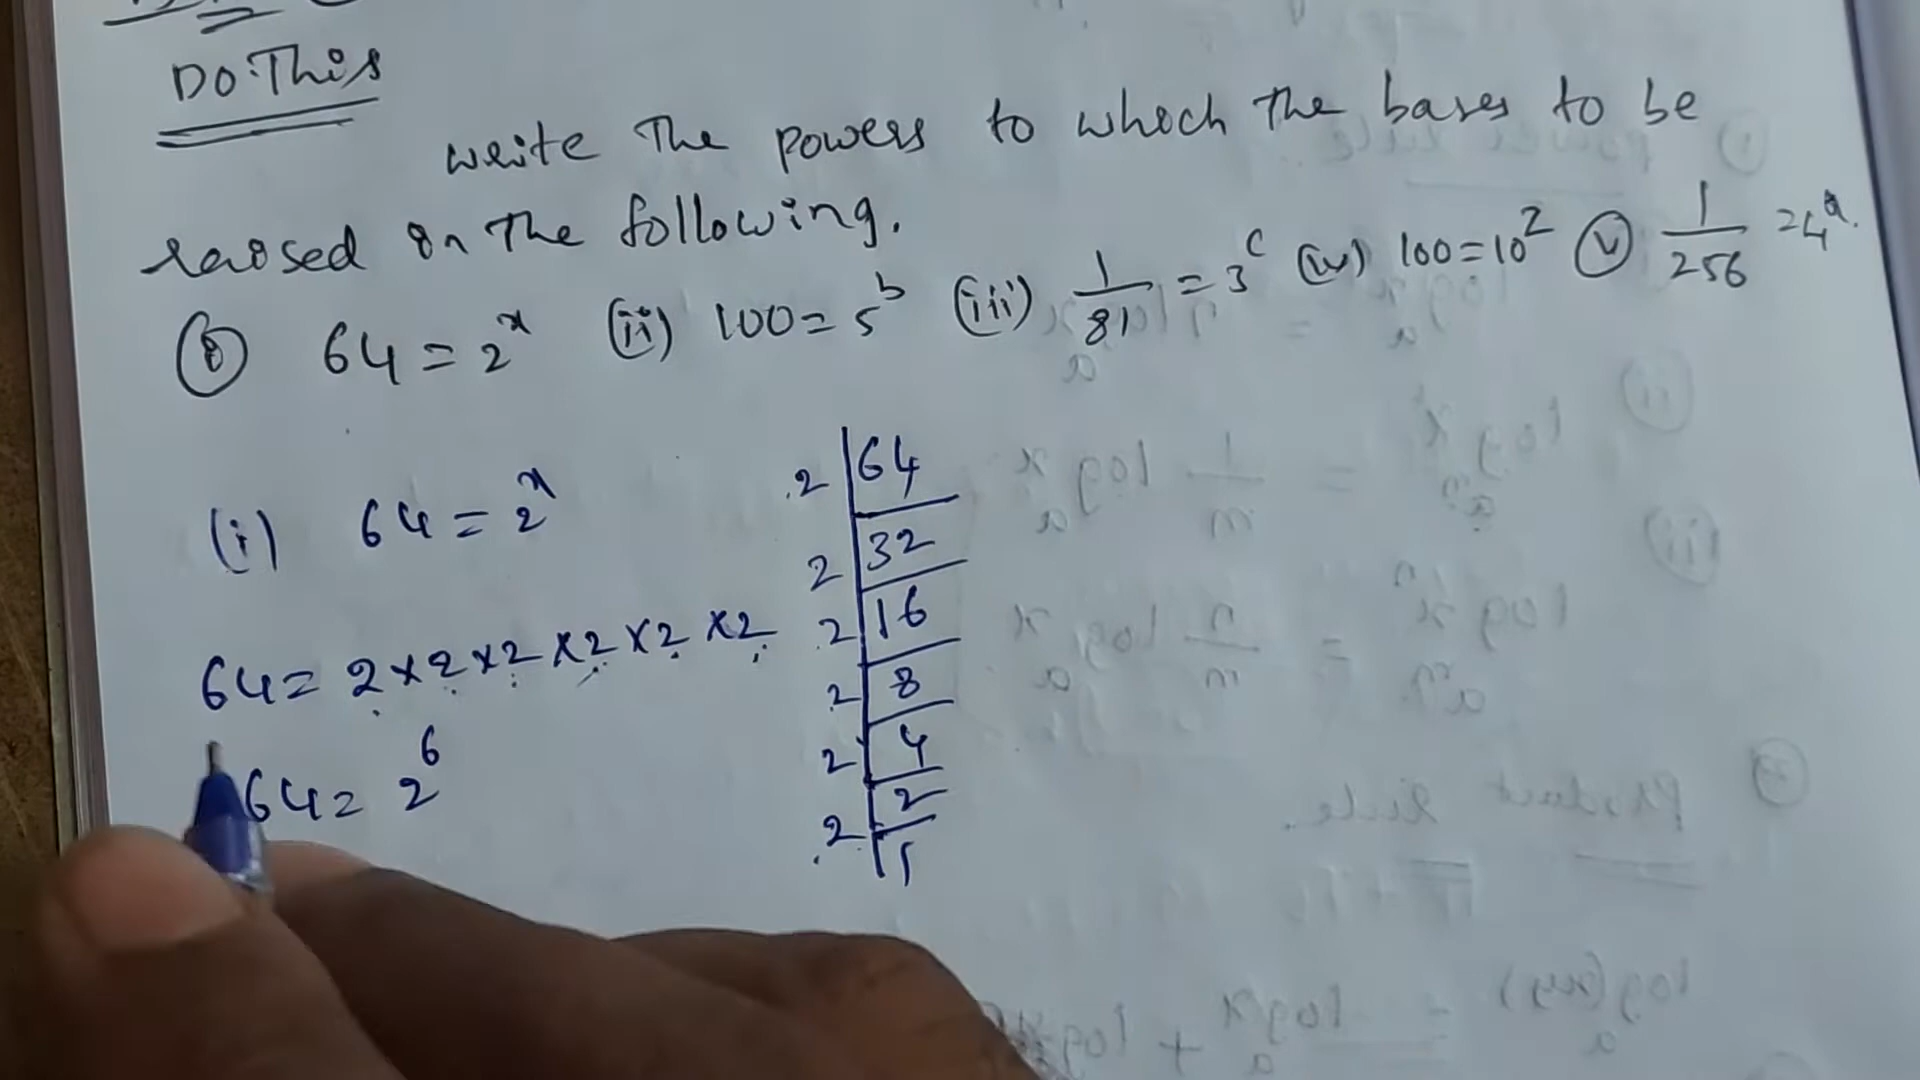 Do This
write The powers to which the bases to be
raised in The following.
(i) 64 = 2^x (ii) 100 = 5^b (iii) 1/81 = 3^c (iv) 100 = 10^2 (v) 1/256 = 4^a.
(i) 64 = 2^x
64 = 2 × 2 × 2 × 2 × 2 × 2
64 = 2^6
2 | 64
2 | 32
2 | 16
2 | 8
2 | 4
2 | 2
1